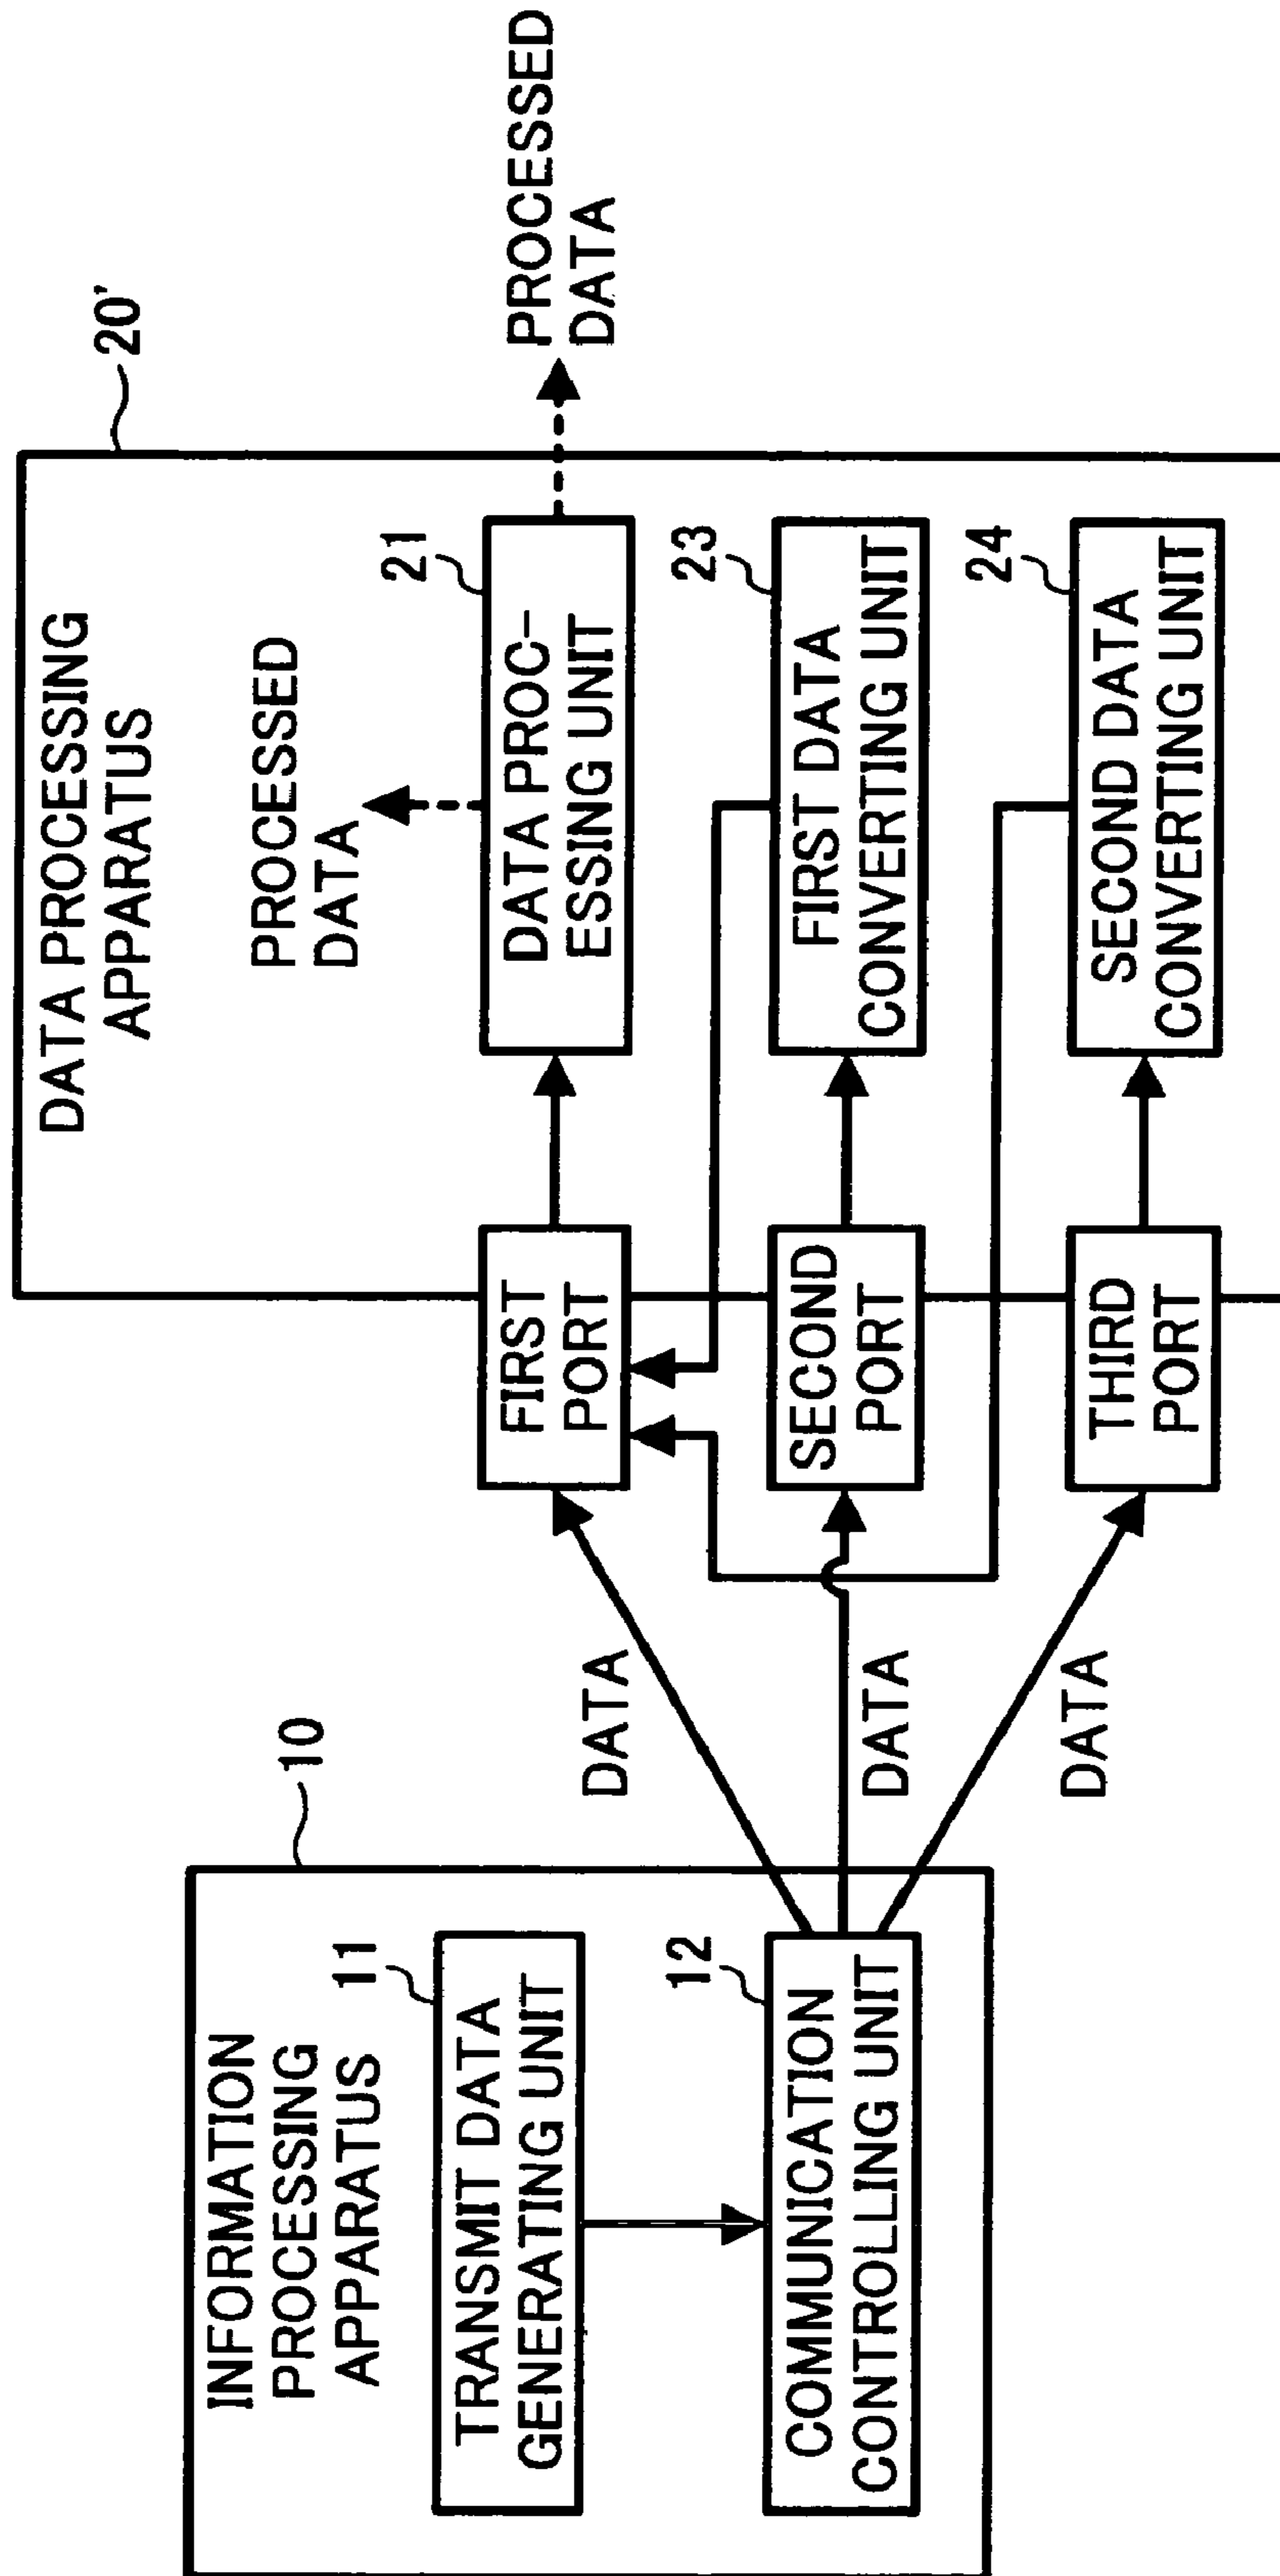 INFORMATION
PROCESSING
APPARATUS
10
11
TRANSMIT DATA
GENERATING UNIT
12
COMMUNICATION
CONTROLLING UNIT
DATA
DATA
DATA
FIRST
PORT
SECOND
PORT
THIRD
PORT
DATA PROCESSING
APPARATUS
20'
PROCESSED
DATA
21
DATA PROC-
ESSING UNIT
23
FIRST DATA
CONVERTING UNIT
24
SECOND DATA
CONVERTING UNIT
PROCESSED
DATA